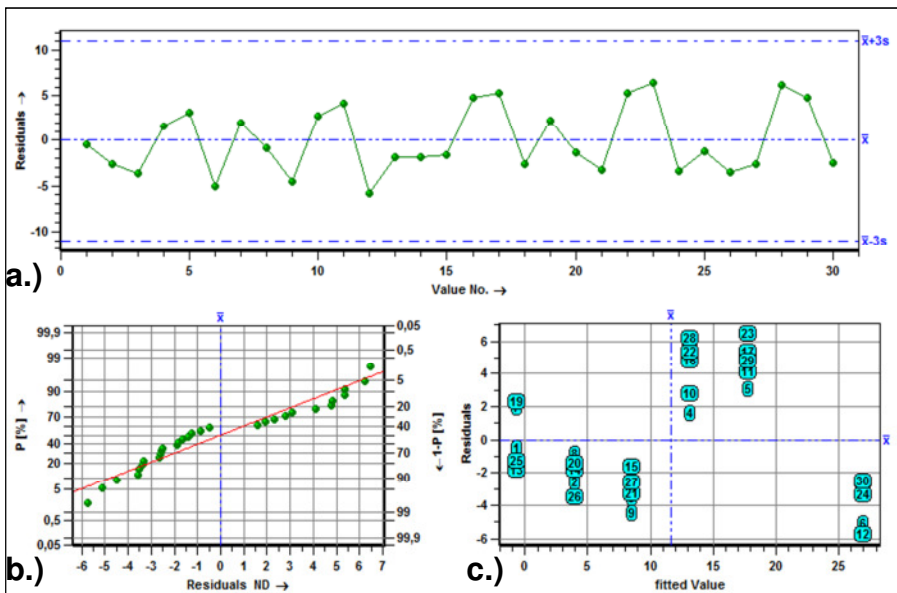 x̄+3s
10
5
Residuals →
0
x̄
-5
-10
x̄-3s
a.)
0 5 10 15 20 25 30
Value No. →
x̄
99,9 0,05
99 0,5
90 5
70 20
P [%] →
40 40
20 70
←1-P [%]
5 90
0,5 99
0,05 99,9
-6 -5 -4 -3 -2 -1 0 1 2 3 4 5 6 7
b.)
Residuals ND →
x̄
6
4
2
Residuals
0
x̄
-2
-4
-6
19
1
25
13
8
20
2
26
15
27
21
9
28
22
18
10
4
23
17
29
11
5
30
24
6
12
0 5 10 15 20 25
c.)
fitted Value